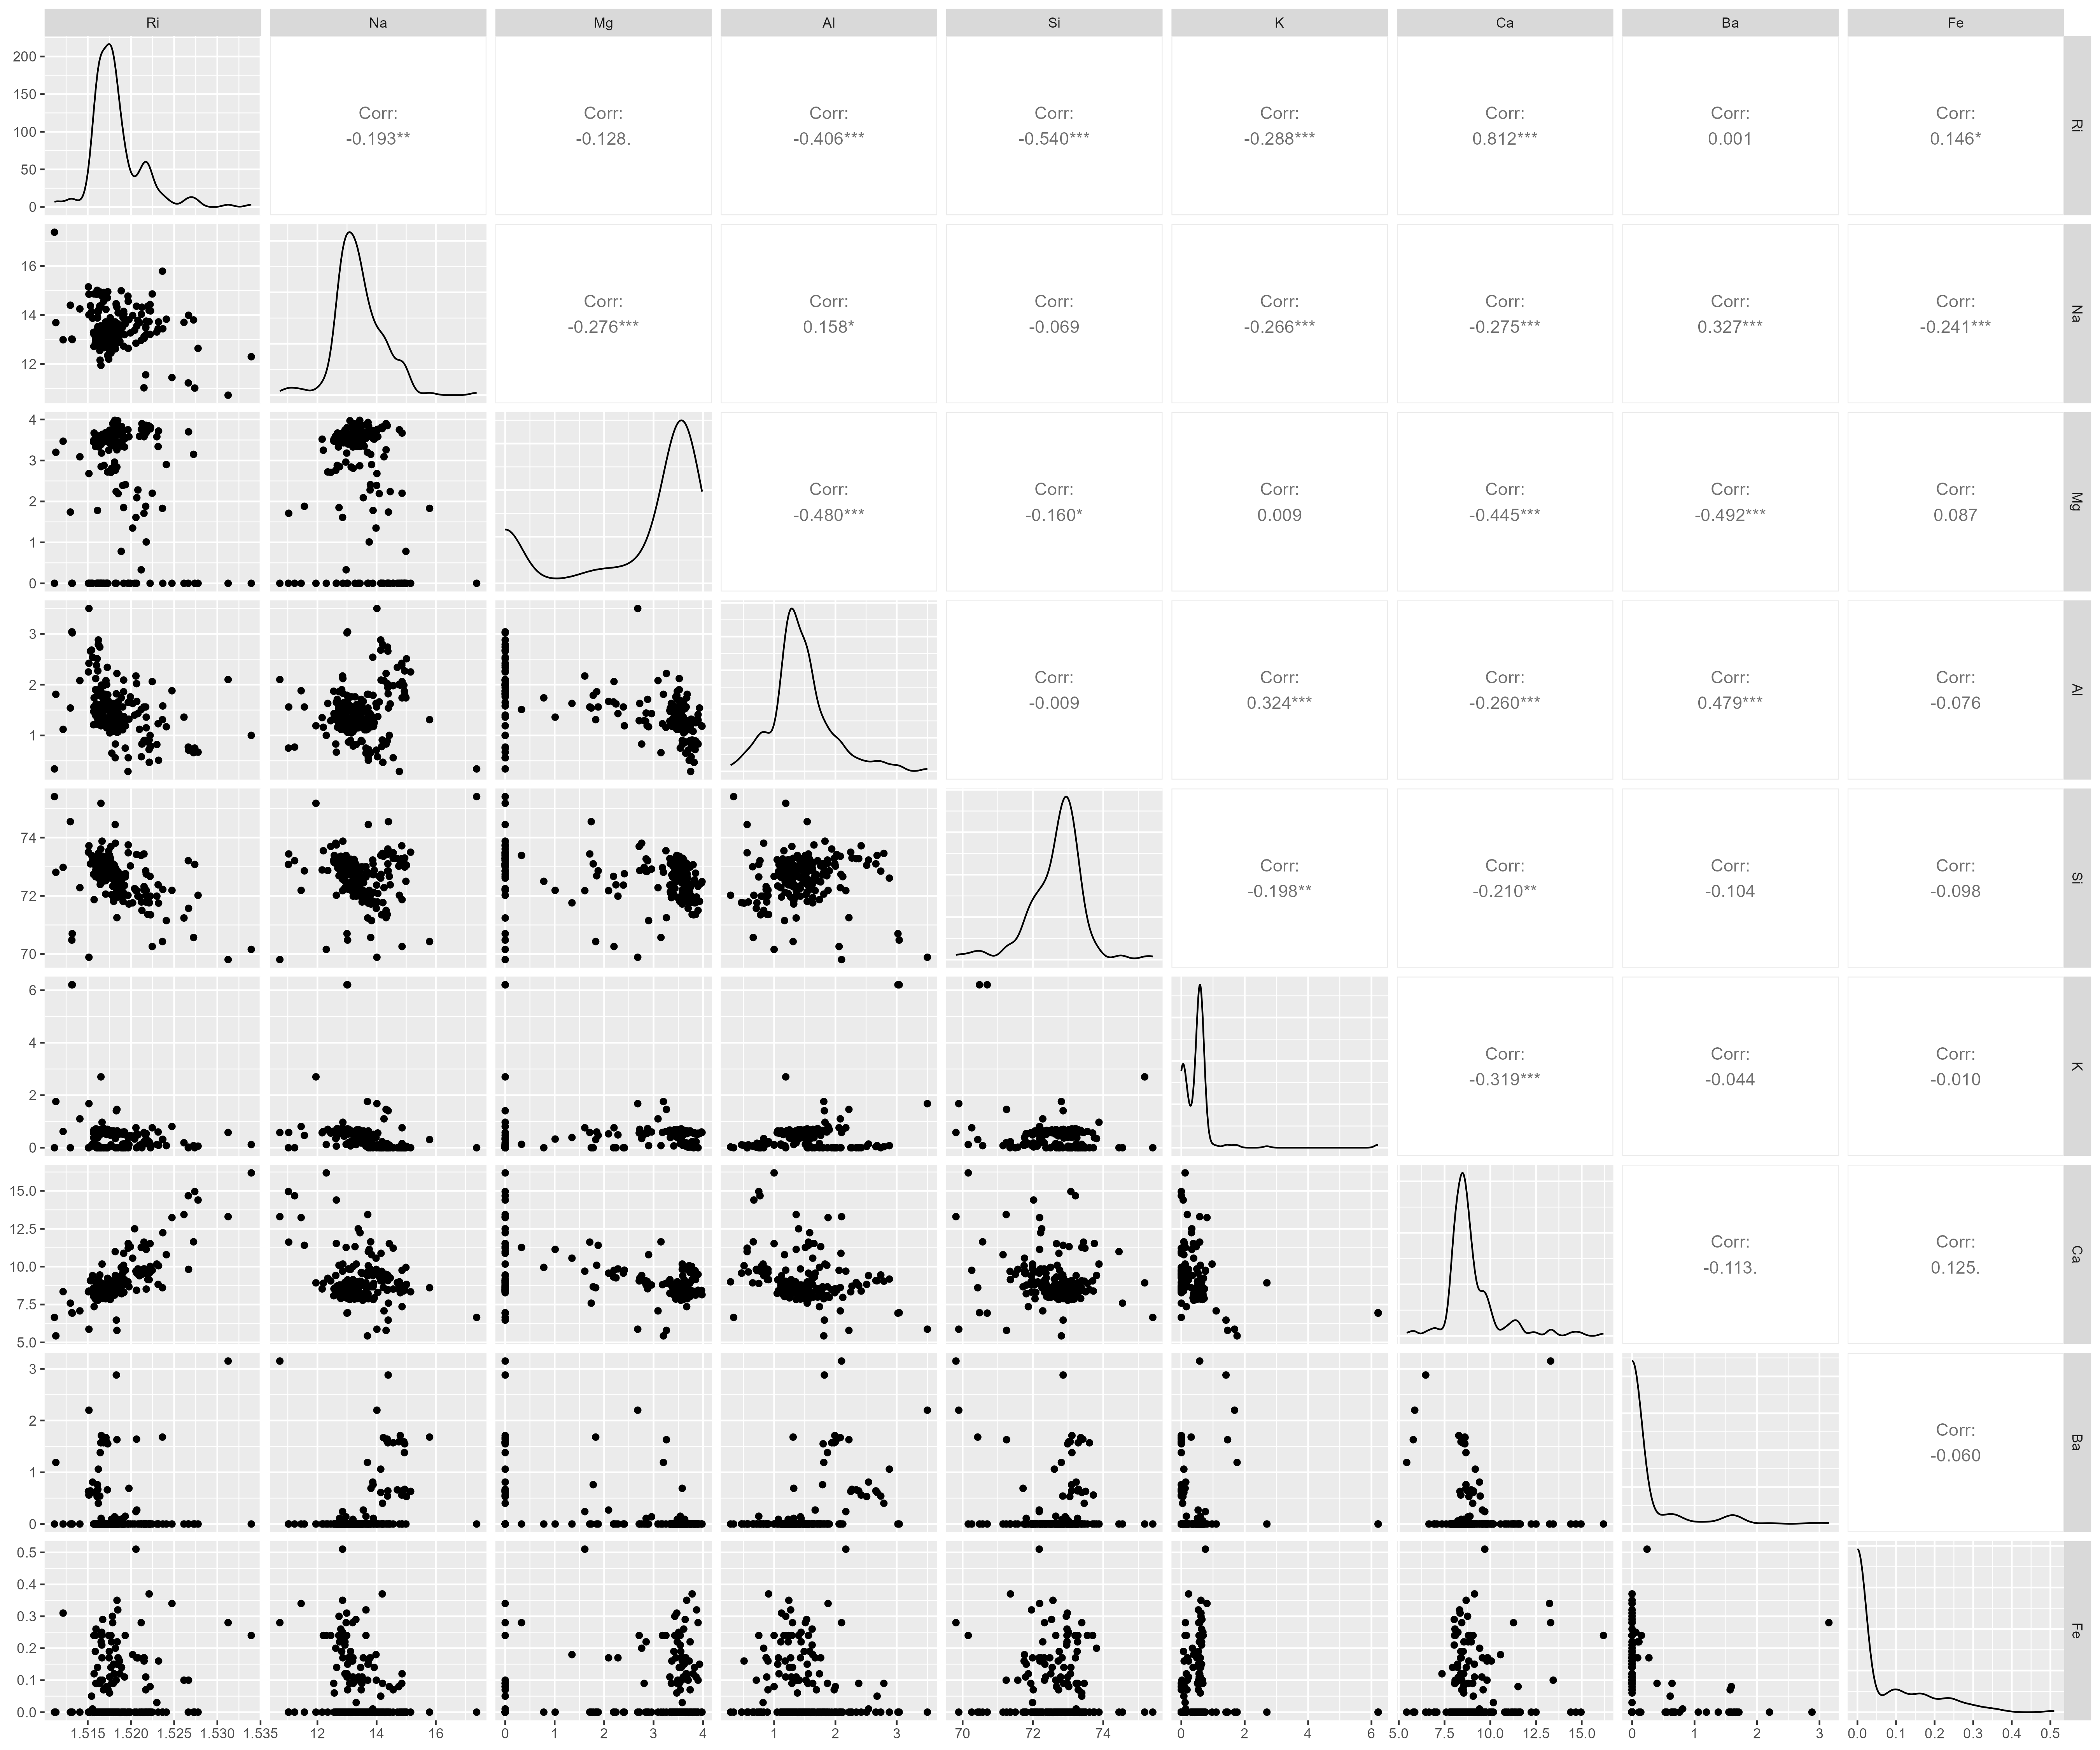 Ri Na Mg Al Si K Ca Ba Fe
200
150
100
50
0
Corr: Corr: Corr: Corr: Corr: Corr: Corr: Corr:
-0.193** -0.128. -0.406*** -0.540*** -0.288*** 0.812*** 0.001 0.146*
Ri
16
14
12
Corr: Corr: Corr: Corr: Corr: Corr: Corr:
-0.276*** 0.158* -0.069 -0.266*** -0.275*** 0.327*** -0.241***
Na
4
3
2
1
0
Corr: Corr: Corr: Corr: Corr: Corr:
-0.480*** -0.160* 0.009 -0.445*** -0.492*** 0.087
Mg
3
2
1
Corr: Corr: Corr: Corr: Corr:
-0.009 0.324*** -0.260*** 0.479*** -0.076
Al
74
72
70
Corr: Corr: Corr: Corr:
-0.198** -0.210** -0.104 -0.098
Si
6
4
2
0
Corr: Corr: Corr:
-0.319*** -0.044 -0.010
K
15.0
12.5
10.0
7.5
5.0
Corr: Corr:
-0.113. 0.125.
Ca
3
2
1
0
Corr:
-0.060
Ba
0.5
0.4
0.3
0.2
0.1
0.0
Fe
1.515 1.520 1.525 1.530 1.535 12 14 16 0 1 2 3 4 1 2 3 70 72 74 0 2 4 6 5.0 7.5 10.0 12.5 15.0 0 1 2 3 0.0 0.1 0.2 0.3 0.4 0.5